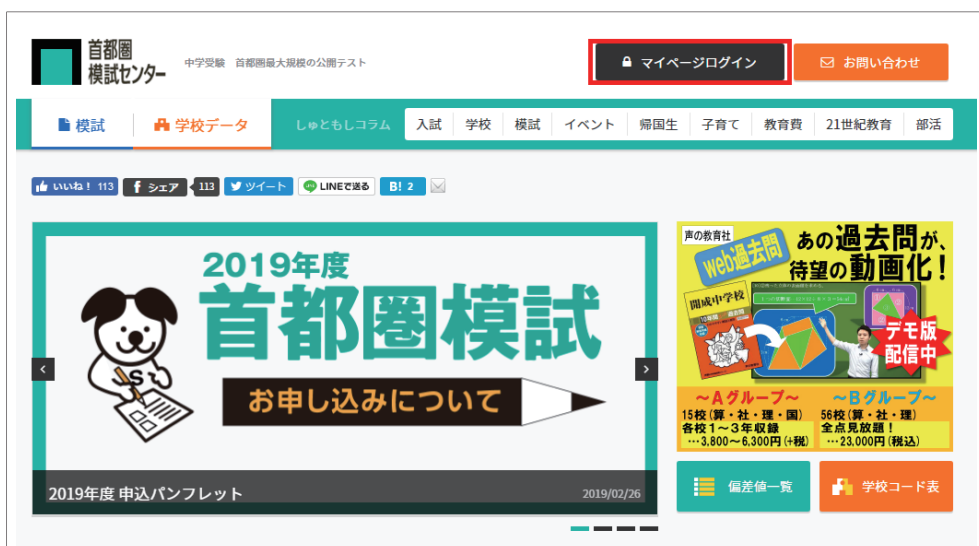 首都圏
模試センター
中学受験 首都圏最大規模の公開テスト
マイページログイン
お問い合わせ
模試
学校データ
しゅともしコラム
入試
学校
模試
イベント
帰国生
子育て
教育費
21世紀教育
部活
いいね! 113
シェア
113
ツイート
LINEで送る
B! 2
2019年度
首都圏模試
お申し込みについて
2019年度 申込パンフレット
2019/02/26
声の教育社
web過去問
あの過去問が、
待望の動画化!
開成中学校
デモ版
配信中
~Aグループ~
15校(算・社・理・国)
各校1~3年収録
…3,800~6,300円(+税)
~Bグループ~
56校(算・社・理)
全点見放題!
…23,000円(税込)
偏差値一覧
学校コード表